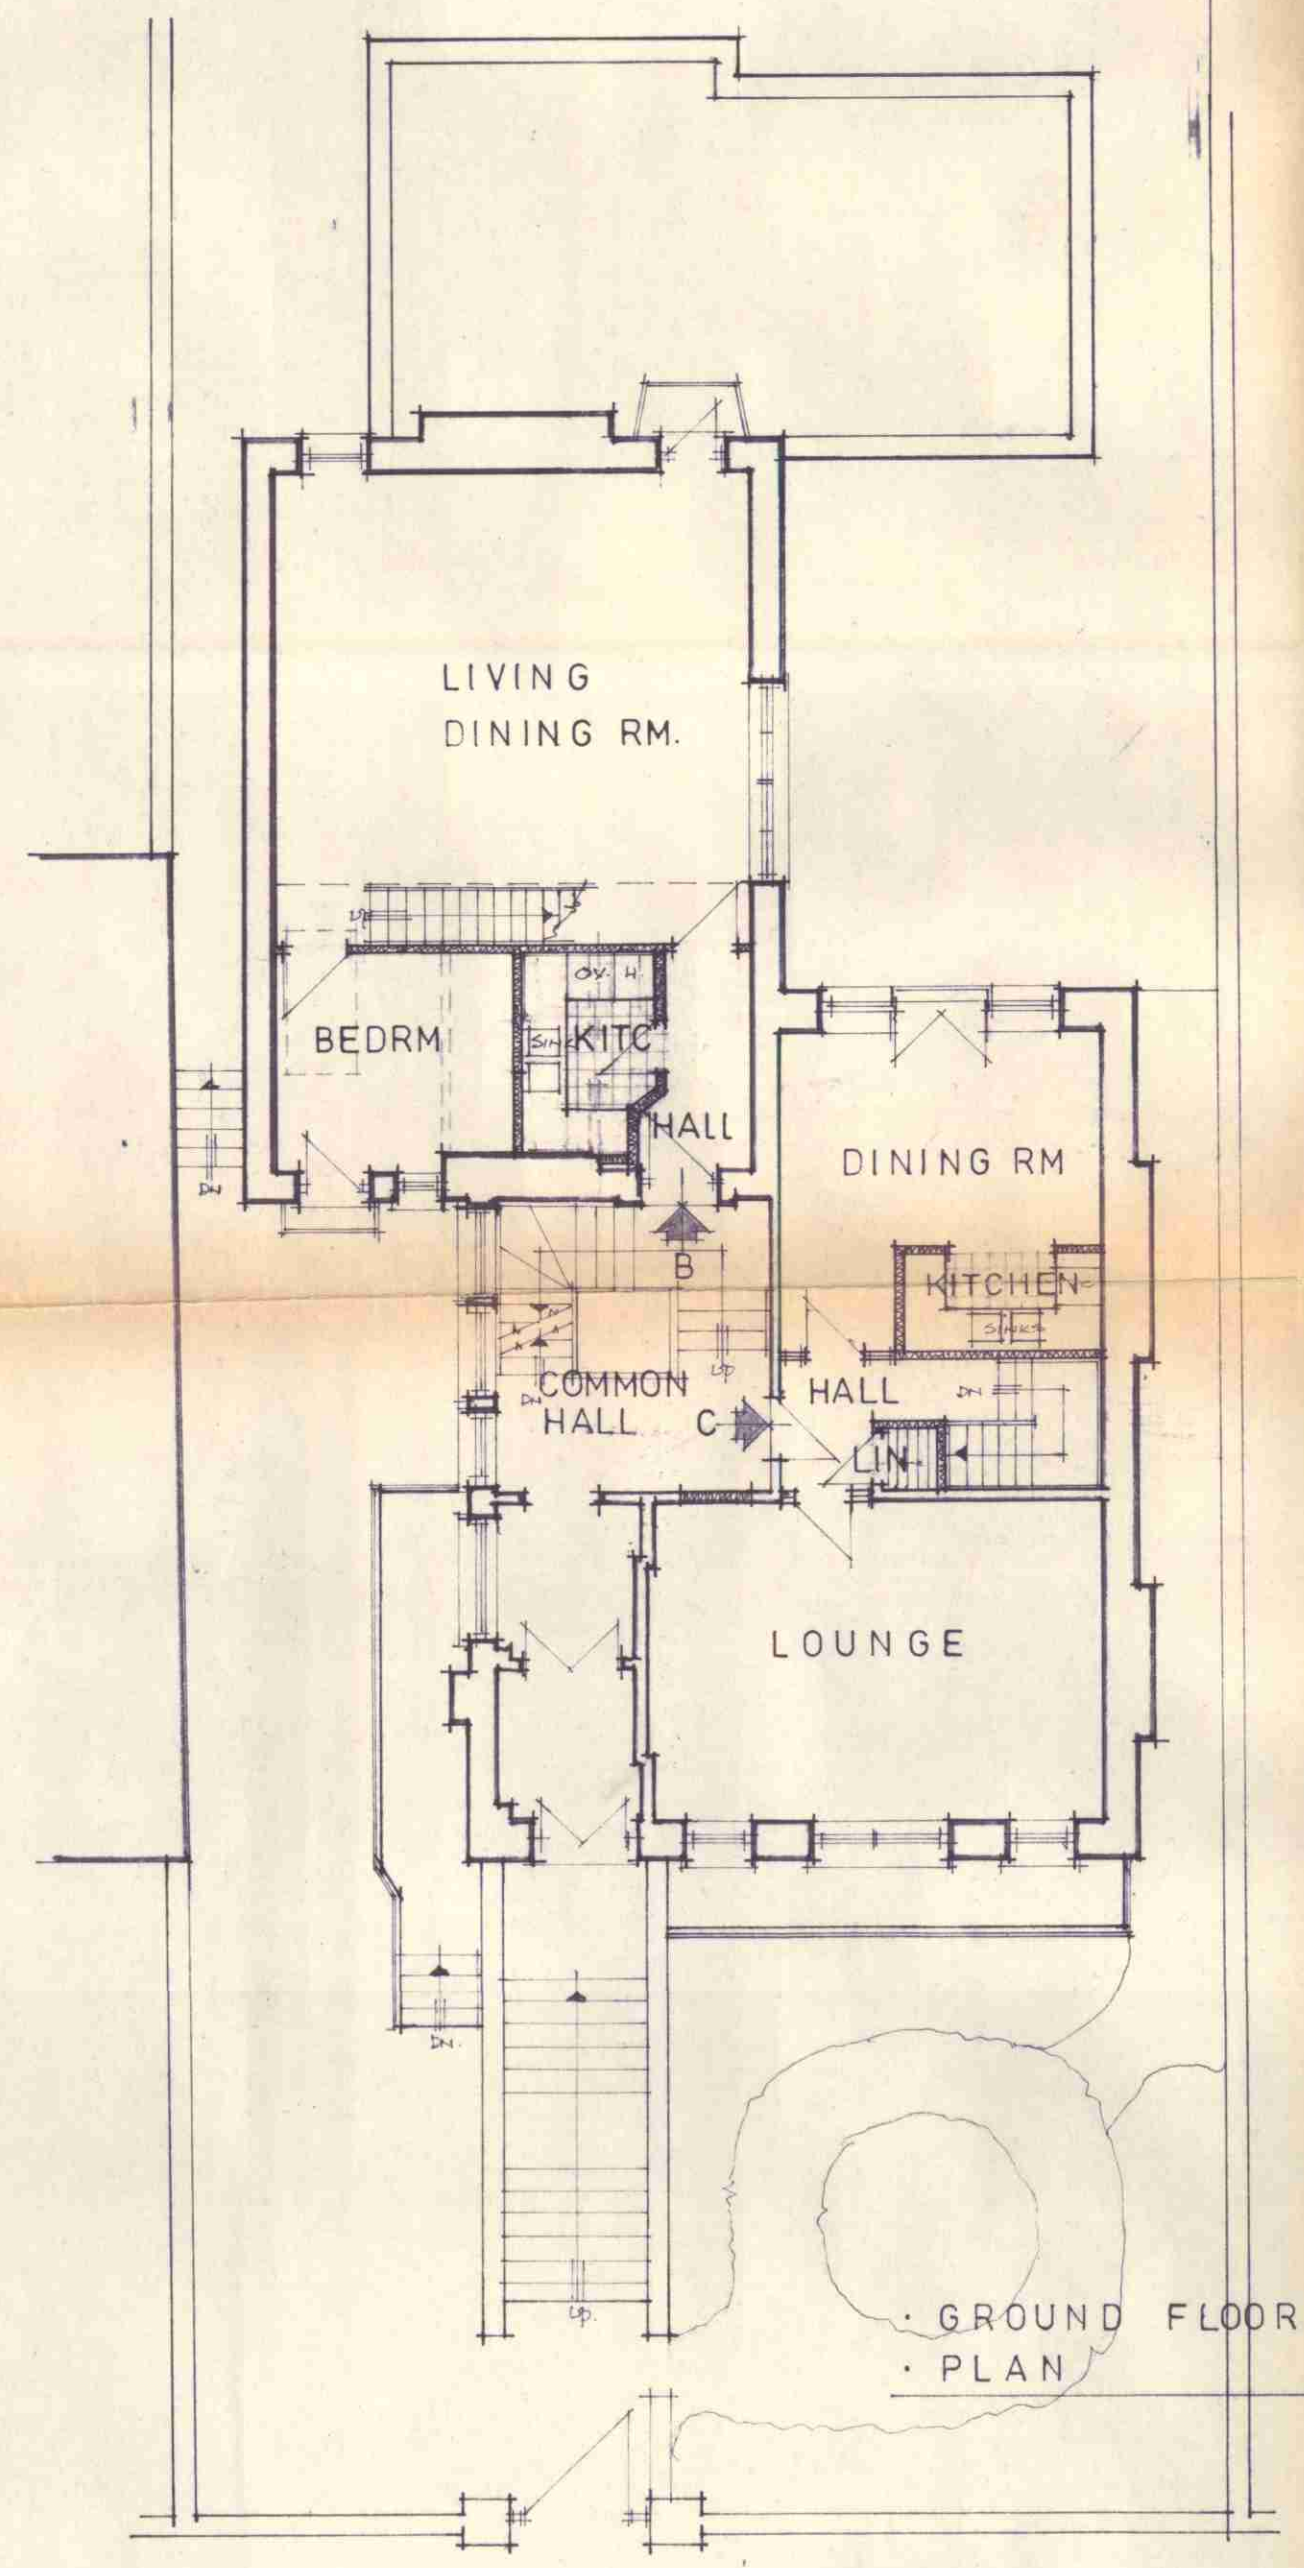 LIVING
DINING RM.
UP
OV. H.
BEDRM
SINK
KITC
HALL
DINING RM
DN
B
KITCHEN
SINKS
UP
COMMON
HALL
DN
C
HALL
DN
LIN.
LOUNGE
DN
UP.
· GROUND FLOOR
· PLAN